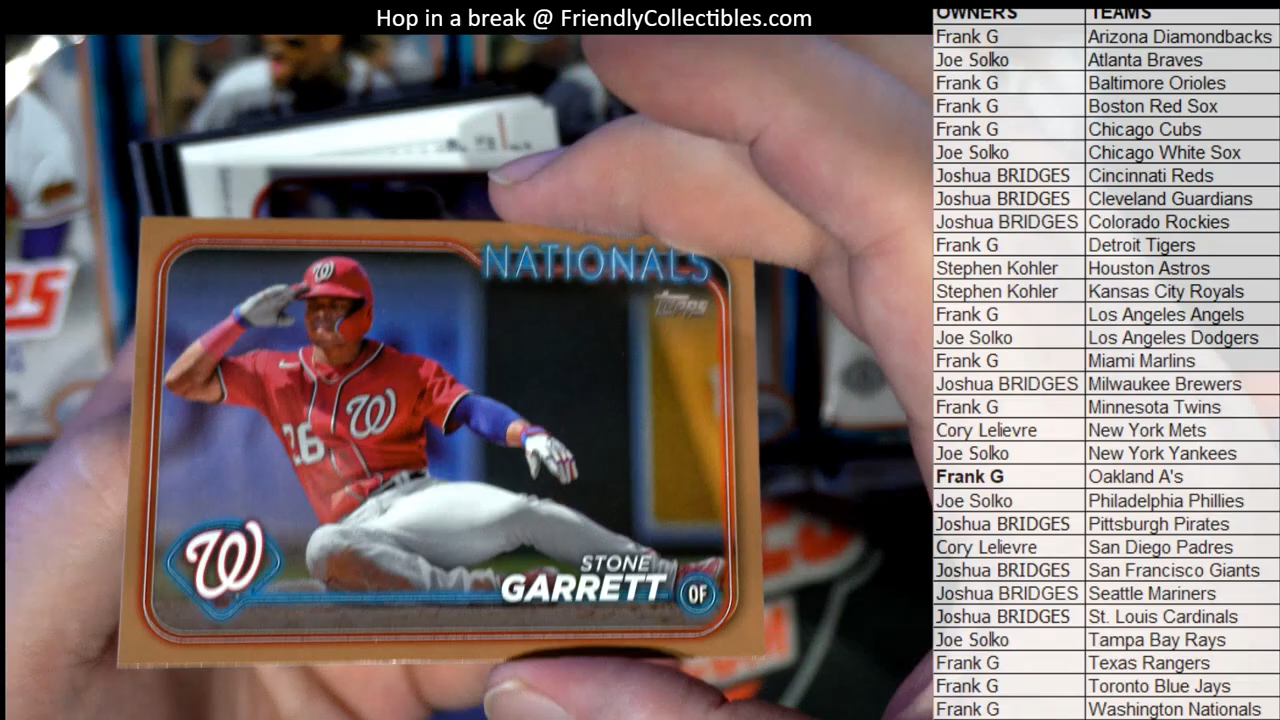 Hop in a break @ FriendlyCollectibles.com
OWNERS TEAMS
Frank G Arizona Diamondbacks
Joe Solko Atlanta Braves
Frank G Baltimore Orioles
Frank G Boston Red Sox
Frank G Chicago Cubs
Joe Solko Chicago White Sox
Joshua BRIDGES Cincinnati Reds
Joshua BRIDGES Cleveland Guardians
Joshua BRIDGES Colorado Rockies
Frank G Detroit Tigers
Stephen Kohler Houston Astros
Stephen Kohler Kansas City Royals
Frank G Los Angeles Angels
Joe Solko Los Angeles Dodgers
Frank G Miami Marlins
Joshua BRIDGES Milwaukee Brewers
Frank G Minnesota Twins
Cory Lelievre New York Mets
Joe Solko New York Yankees
Frank G Oakland A's
Joe Solko Philadelphia Phillies
Joshua BRIDGES Pittsburgh Pirates
Cory Lelievre San Diego Padres
Joshua BRIDGES San Francisco Giants
Joshua BRIDGES Seattle Mariners
Joshua BRIDGES St. Louis Cardinals
Joe Solko Tampa Bay Rays
Frank G Texas Rangers
Frank G Toronto Blue Jays
Frank G Washington Nationals
NATIONALS
TOPPS
W
W
26
W
STONE
GARRETT
OF